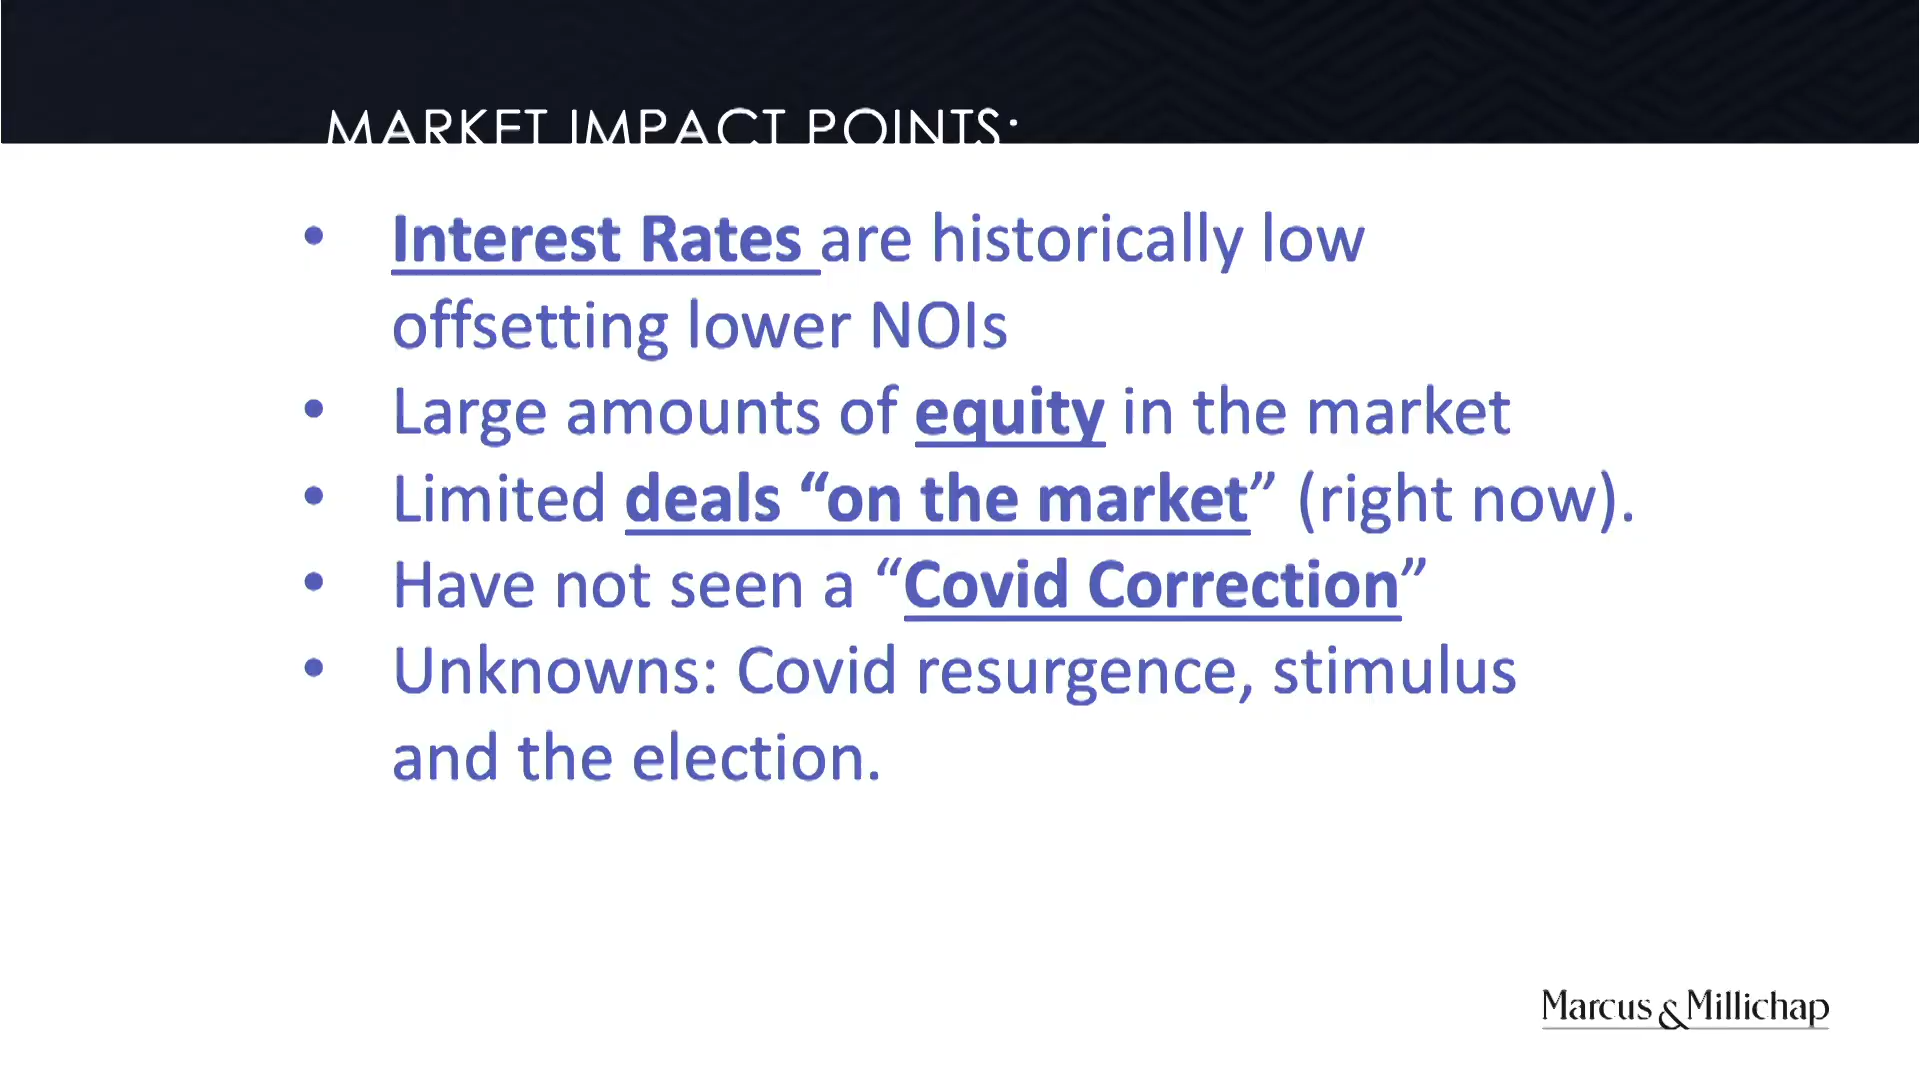 MARKET IMPACT POINTS:
• Interest Rates are historically low
offsetting lower NOIs
• Large amounts of equity in the market
• Limited deals “on the market” (right now).
• Have not seen a “Covid Correction”
• Unknowns: Covid resurgence, stimulus
and the election.
Marcus & Millichap